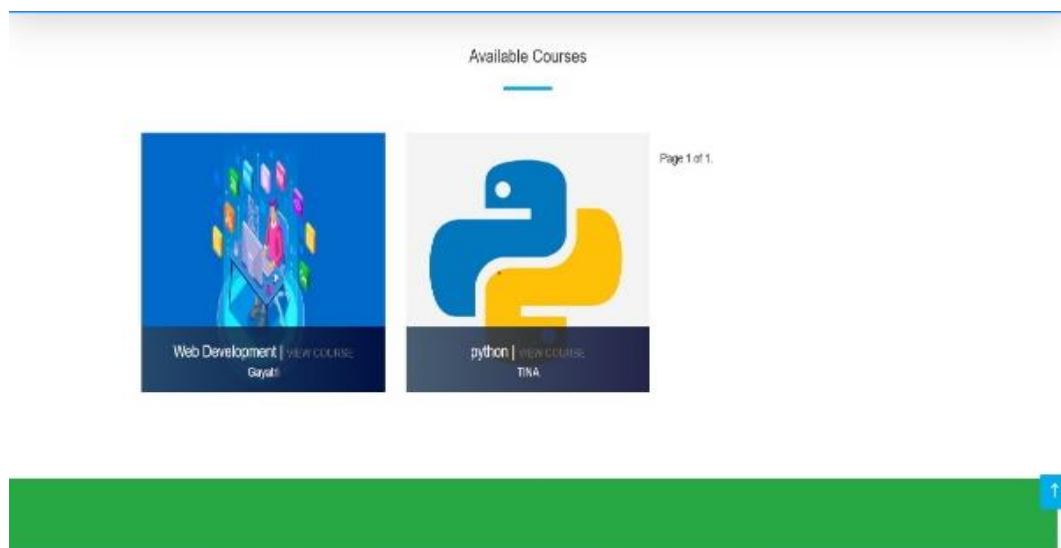 Available Courses
Page 1 of 1.
Web Development | VIEW COURSE
Gayatri
python | VIEW COURSE
TINA